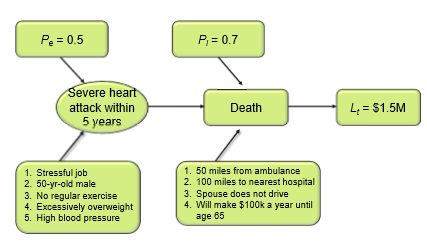 Pe = 0.5
Pi = 0.7
Severe heart
attack within
5 years
Death
Lt = $1.5M
1. Stressful job
2. 50-yr-old male
3. No regular exercise
4. Excessively overweight
5. High blood pressure
1. 50 miles from ambulance
2. 100 miles to nearest hospital
3. Spouse does not drive
4. Will make $100k a year until
age 65